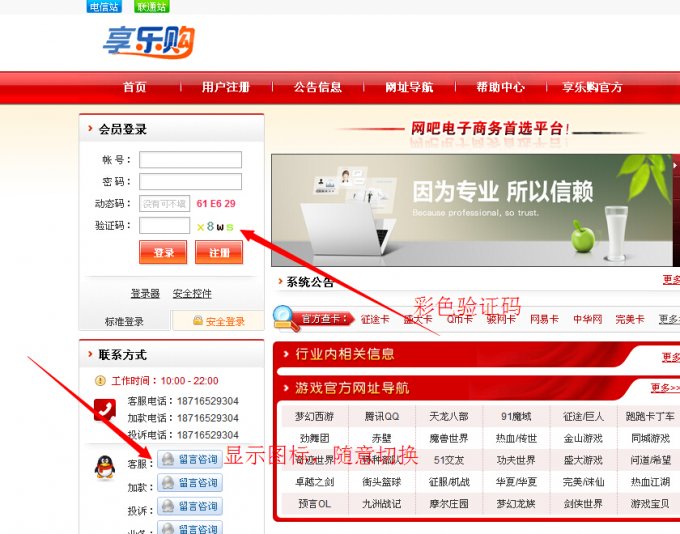 电信站 联通站
享乐购
首页 用户注册 公告信息 网址导航 帮助中心 享乐购官方
会员登录
帐 号：
密 码：
动态码： 没有可不填 61 E6 29
验证码： x8ws
登录 注册
登录器 安全控件
标准登录 安全登录
网吧电子商务首选平台!
因为专业 所以信赖
Because professional, so trust.
系统公告
更多
彩色验证码
官方查卡： 征途卡 盛大卡 Q币卡 骏网卡 网易卡 中华网 完美卡 更多
联系方式
工作时间：10:00 - 22:00
客服电话：18716529304
加款电话：18716529304
投诉电话：18716529304
客服： 留言咨询
加款： 留言咨询
投诉： 留言咨询
业务： 留言咨询
显示图标，随意切换
行业内相关信息
更多
游戏官方网址导航
更多>>
梦幻西游 腾讯QQ 天龙八部 91魔域 征途/巨人 跑跑卡丁车
劲舞团 赤壁 魔兽世界 热血/传世 金山游戏 同城游戏
奇迹世界 特种部队 51交友 功夫世界 盛大游戏 问道/希望
卓越之剑 街头篮球 征服/机战 华夏/华夏 完美/诛仙 热血江湖
预言OL 九洲战记 摩尔庄园 梦幻龙族 剑侠世界 游戏宝贝